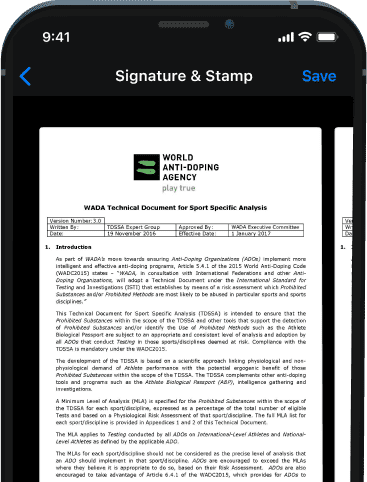 9:41
Signature & Stamp
Save
WORLD
ANTI-DOPING
AGENCY
play true
WADA Technical Document for Sport Specific Analysis
Version Number:3.0
Written By: TDSSA Expert Group Approved By: WADA Executive Committee
Date: 19 November 2016 Effective Date: 1 January 2017
1. Introduction
As part of WADA's move towards ensuring Anti-Doping Organizations (ADOs) implement more
intelligent and effective anti-doping programs, Article 5.4.1 of the 2015 World Anti-Doping Code
(WADC2015) states – "WADA, in consultation with International Federations and other Anti-
Doping Organizations, will adopt a Technical Document under the International Standard for
Testing and Investigations (ISTI) that establishes by means of a risk assessment which Prohibited
Substances and/or Prohibited Methods are most likely to be abused in particular sports and sports
disciplines."
This Technical Document for Sport Specific Analysis (TDSSA) is intended to ensure that the
Prohibited Substances within the scope of the TDSSA and other tools that support the detection
of Prohibited Substances and/or identify the Use of Prohibited Methods such as the Athlete
Biological Passport are subject to an appropriate and consistent level of analysis and adoption by
all ADOs that conduct Testing in those sports/disciplines deemed at risk. Compliance with the
TDSSA is mandatory under the WADC2015.
The development of the TDSSA is based on a scientific approach linking physiological and non-
physiological demand of Athlete performance with the potential ergogenic benefit of those
Prohibited Substances within the scope of the TDSSA. The TDSSA complements other anti-doping
tools and programs such as the Athlete Biological Passport (ABP), intelligence gathering and
investigations.
A Minimum Level of Analysis (MLA) is specified for the Prohibited Substances within the scope of
the TDSSA for each sport/discipline, expressed as a percentage of the total number of eligible
Tests and based on a Physiological Risk Assessment of that sport/discipline. The full MLA list for
each sport/discipline is provided in Appendices 1 and 2 of this Technical Document.
The MLA applies to Testing conducted by all ADOs on International-Level Athletes and National-
Level Athletes as defined by the applicable ADO.
The MLAs for each sport/discipline should not be considered as the precise level of analysis that
an ADO should implement in that sport/discipline. ADOs are encouraged to exceed the MLAs
where they believe it is appropriate to do so, based on their Risk Assessment. ADOs are also
encouraged to take advantage of Article 6.4.1 of the WADC2015, which provides for ADOs to